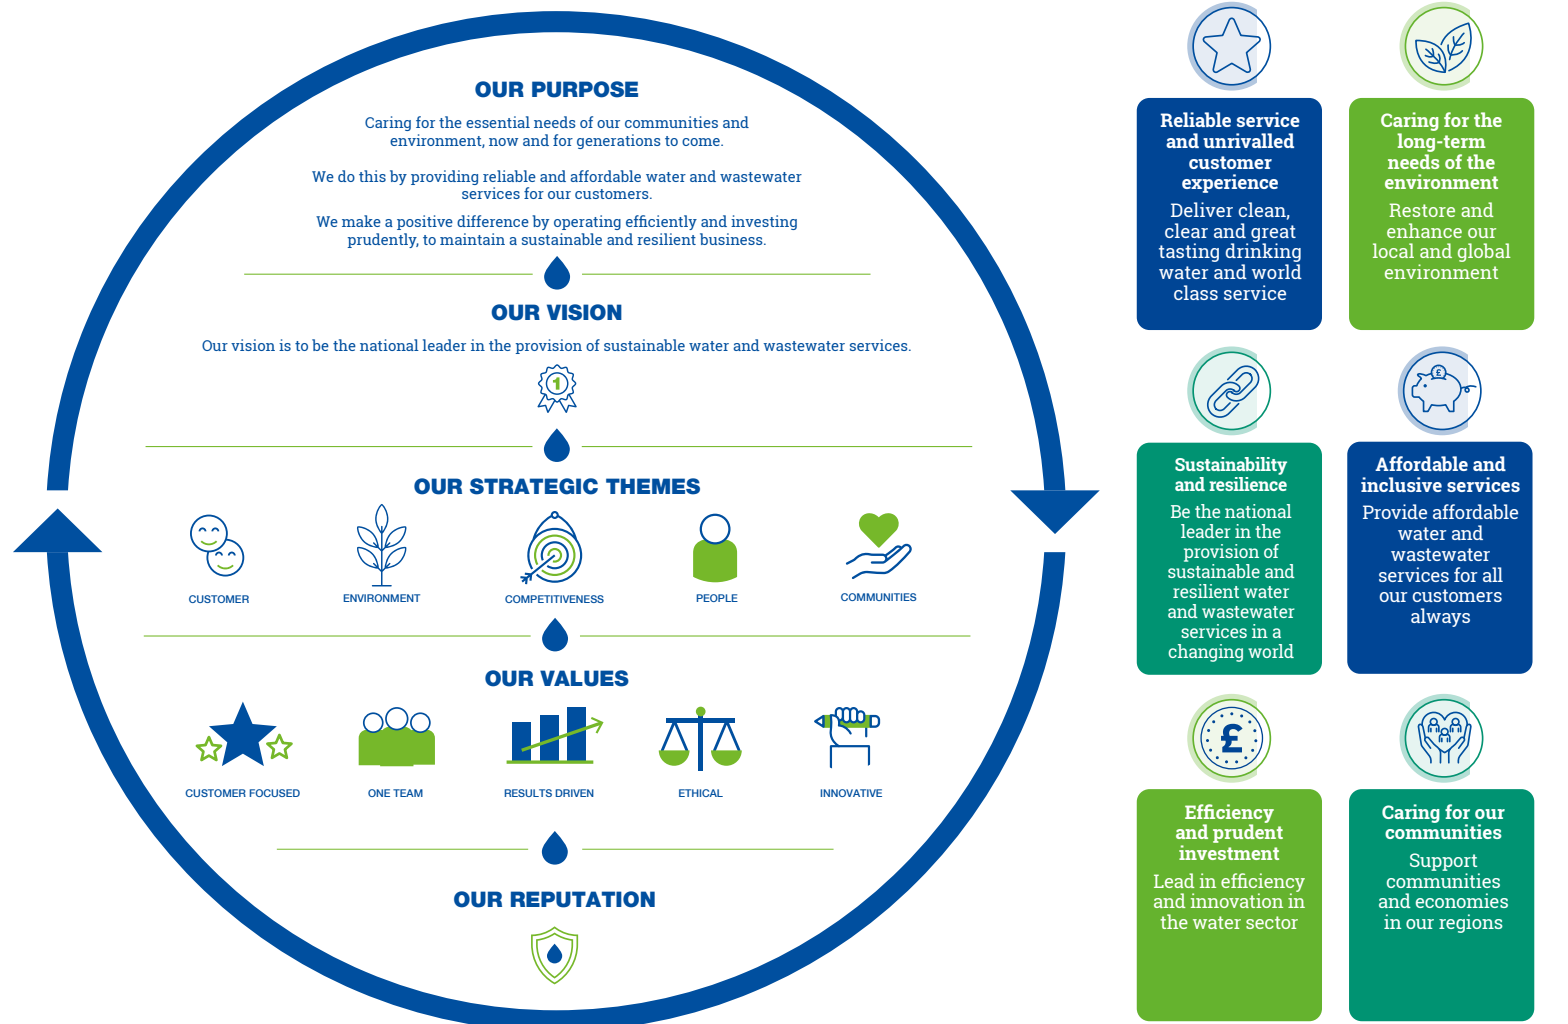 OUR PURPOSE
Caring for the essential needs of our communities and
environment, now and for generations to come.
We do this by providing reliable and affordable water and wastewater
services for our customers.
We make a positive difference by operating efficiently and investing
prudently, to maintain a sustainable and resilient business.
OUR VISION
Our vision is to be the national leader in the provision of sustainable water and wastewater services.
1
OUR STRATEGIC THEMES
CUSTOMER
ENVIRONMENT
COMPETITIVENESS
PEOPLE
COMMUNITIES
OUR VALUES
CUSTOMER FOCUSED
ONE TEAM
RESULTS DRIVEN
ETHICAL
INNOVATIVE
OUR REPUTATION
Reliable service
and unrivalled
customer
experience
Deliver clean,
clear and great
tasting drinking
water and world
class service
Caring for the
long-term
needs of the
environment
Restore and
enhance our
local and global
environment
Sustainability
and resilience
Be the national
leader in the
provision of
sustainable and
resilient water
and wastewater
services in a
changing world
£
Affordable and
inclusive services
Provide affordable
water and
wastewater
services for all
our customers
always
£
Efficiency
and prudent
investment
Lead in efficiency
and innovation in
the water sector
Caring for our
communities
Support
communities
and economies
in our regions